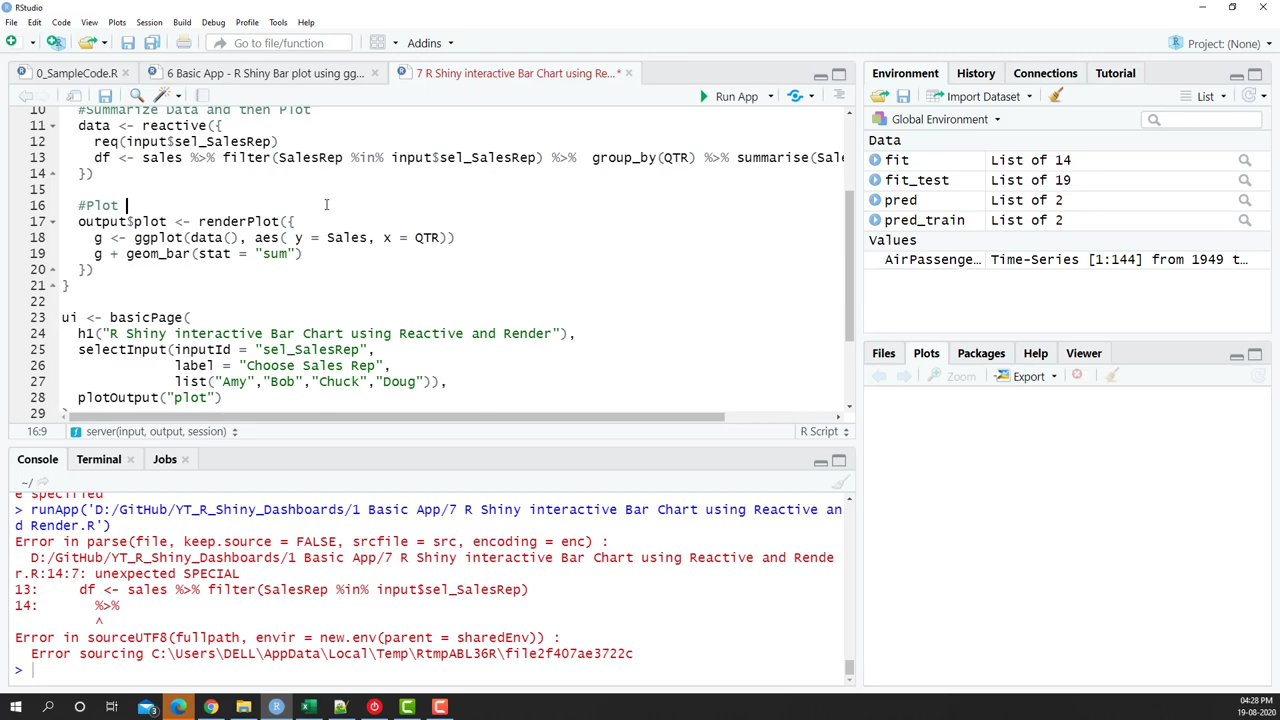 RStudio
File Edit Code View Plots Session Build Debug Profile Tools Help
Go to file/function Addins Project: (None)
0_SampleCode.R 6 Basic App - R Shiny Bar plot using gg... 7 R Shiny interactive Bar Chart using Re...*
Run App
10 #Summarize Data and then Plot
11 data <- reactive({
12 req(input$sel_SalesRep)
13 df <- sales %>% filter(SalesRep %in% input$sel_SalesRep) %>% group_by(QTR) %>% summarise(Sale
14 })
15
16 #Plot
17 output$plot <- renderPlot({
18 g <- ggplot(data(), aes( y = Sales, x = QTR))
19 g + geom_bar(stat = "sum")
20 })
21 }
22
23 ui <- basicPage(
24 h1("R Shiny interactive Bar Chart using Reactive and Render"),
25 selectInput(inputId = "sel_SalesRep",
26 label = "Choose Sales Rep",
27 list("Amy","Bob","Chuck","Doug")),
28 plotOutput("plot")
29 )
16:9 server(input, output, session) R Script
Console Terminal Jobs
~/
e specified
> runApp('D:/GitHub/YT_R_Shiny_Dashboards/1 Basic App/7 R Shiny interactive Bar Chart using Reactive an
d Render.R')
Error in parse(file, keep.source = FALSE, srcfile = src, encoding = enc) :
D:/GitHub/YT_R_Shiny_Dashboards/1 Basic App/7 R Shiny interactive Bar Chart using Reactive and Rende
r.R:14:7: unexpected SPECIAL
13: df <- sales %>% filter(SalesRep %in% input$sel_SalesRep)
14: %>%
^
Error in sourceUTF8(fullpath, envir = new.env(parent = sharedEnv)) :
Error sourcing C:\Users\DELL\AppData\Local\Temp\RtmpABL36R\file2f407ae3722c
>
Environment History Connections Tutorial
Import Dataset List
Global Environment
Data
fit List of 14
fit_test List of 19
pred List of 2
pred_train List of 2
Values
AirPassenge… Time-Series [1:144] from 1949 t…
Files Plots Packages Help Viewer
Zoom Export
04:28 PM
19-08-2020